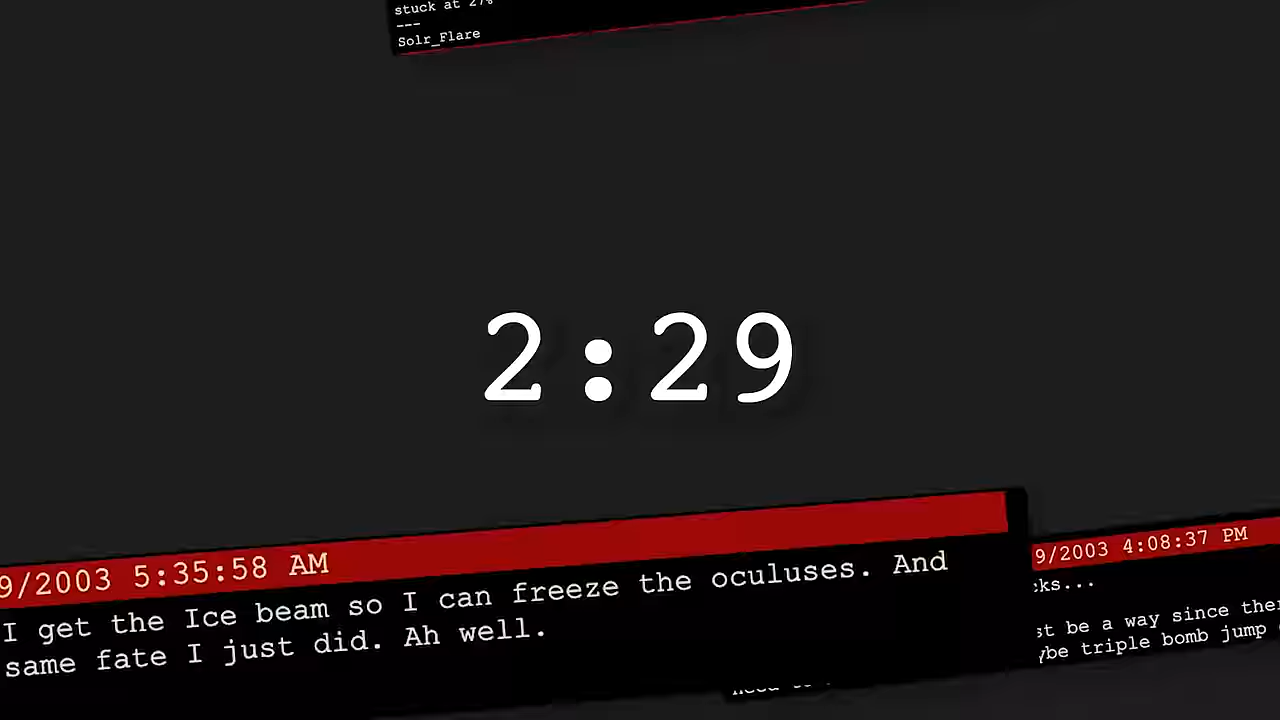 stuck at 27%
---
Solr_Flare
2:29
9/2003 5:35:58 AM
I get the Ice beam so I can freeze the oculuses. And
same fate I just did. Ah well.
9/2003 4:08:37 PM
cks...
st be a way since ther
ybe triple bomb jump